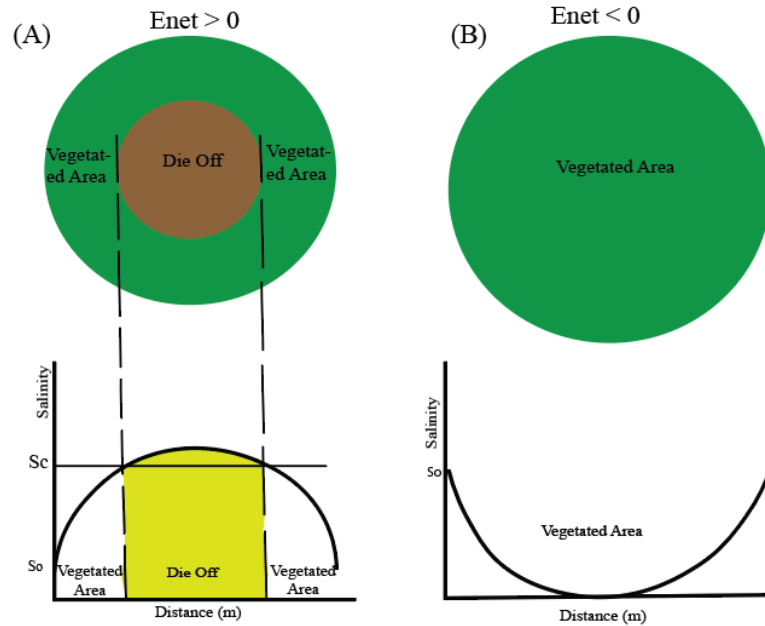 Enet > 0
Enet < 0
(A)
(B)
Vegetat-
ed Area
Die Off
Vegetat-
ed Area
Vegetated Area
Salinity
Sc
So
Vegetated
Area
Die Off
Vegetated
Area
Distance (m)
Salinity
So
Vegetated Area
Distance (m)